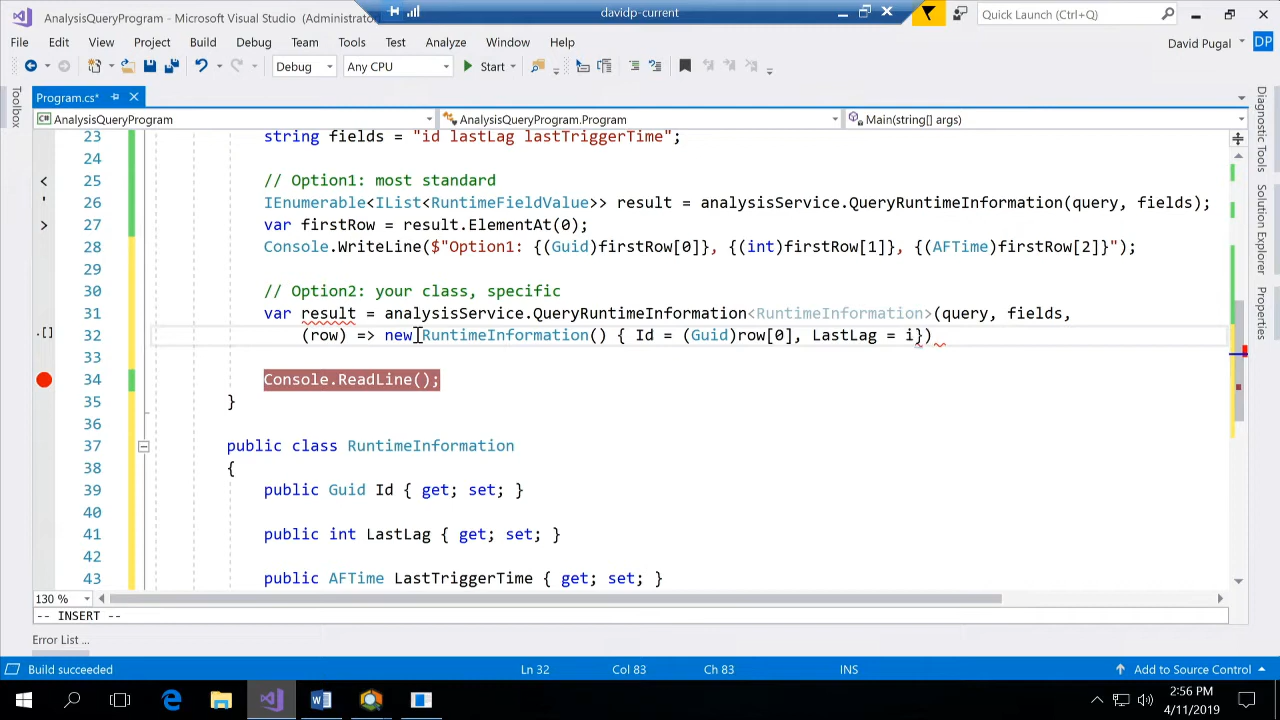 AnalysisQueryProgram - Microsoft Visual Studio (Administrator
davidp-current
Quick Launch (Ctrl+Q)
File Edit View Project Build Debug Team Tools Test Analyze Window Help
David Pugal DP
Debug Any CPU Start
Program.cs*
AnalysisQueryProgram AnalysisQueryProgram.Program Main(string[] args)
Toolbox
Diagnostic Tools
Solution Explorer
Properties
23 string fields = "id lastLag lastTriggerTime";
24
25 // Option1: most standard
26 IEnumerable<IList<RuntimeFieldValue>> result = analysisService.QueryRuntimeInformation(query, fields);
27 var firstRow = result.ElementAt(0);
28 Console.WriteLine($"Option1: {(Guid)firstRow[0]}, {(int)firstRow[1]}, {(AFTime)firstRow[2]}");
29
30 // Option2: your class, specific
31 var result = analysisService.QueryRuntimeInformation<RuntimeInformation>(query, fields,
32 (row) => new RuntimeInformation() { Id = (Guid)row[0], LastLag = i})
33
34 Console.ReadLine();
35 }
36
37 public class RuntimeInformation
38 {
39 public Guid Id { get; set; }
40
41 public int LastLag { get; set; }
42
43 public AFTime LastTriggerTime { get; set; }
130 %
-- INSERT --
Error List ...
Build succeeded Ln 32 Col 83 Ch 83 INS Add to Source Control
2:56 PM
4/11/2019